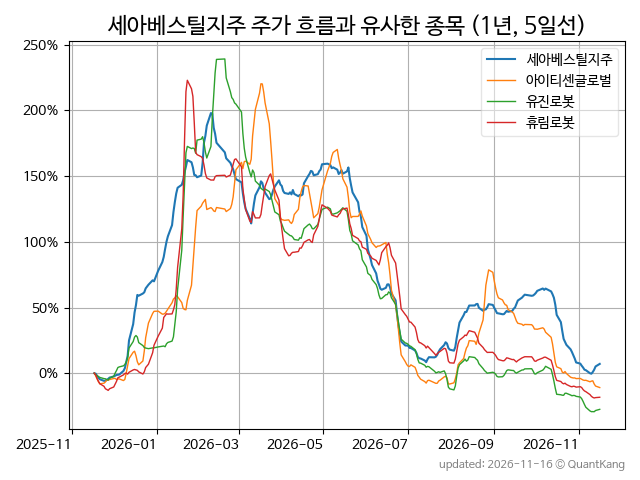 세아베스틸지주 주가 흐름과 유사한 종목 (1년, 5일선)
250%
200%
150%
100%
50%
0%
세아베스틸지주
아이티센글로벌
유진로봇
휴림로봇
2025-11
2026-01
2026-03
2026-05
2026-07
2026-09
2026-11
updated: 2026-11-16 © QuantKang